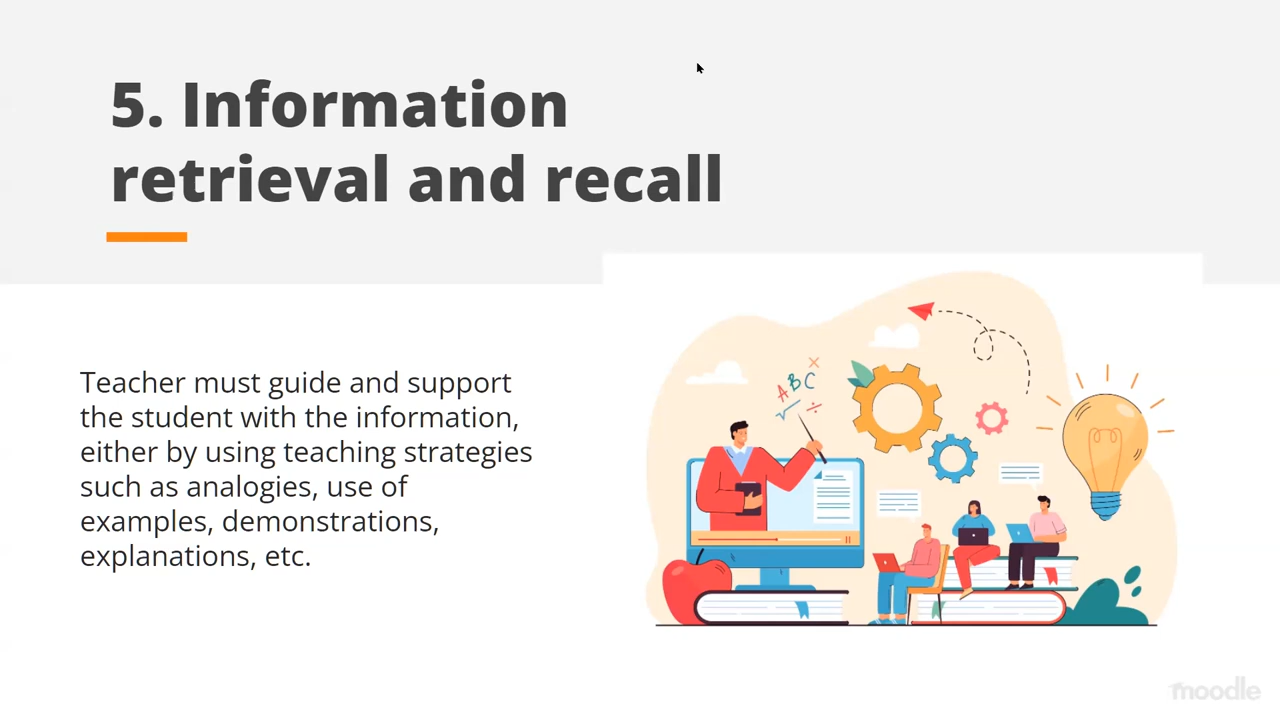 5. Information
retrieval and recall
Teacher must guide and support
the student with the information,
either by using teaching strategies
such as analogies, use of
examples, demonstrations,
explanations, etc.
ABC
moodle